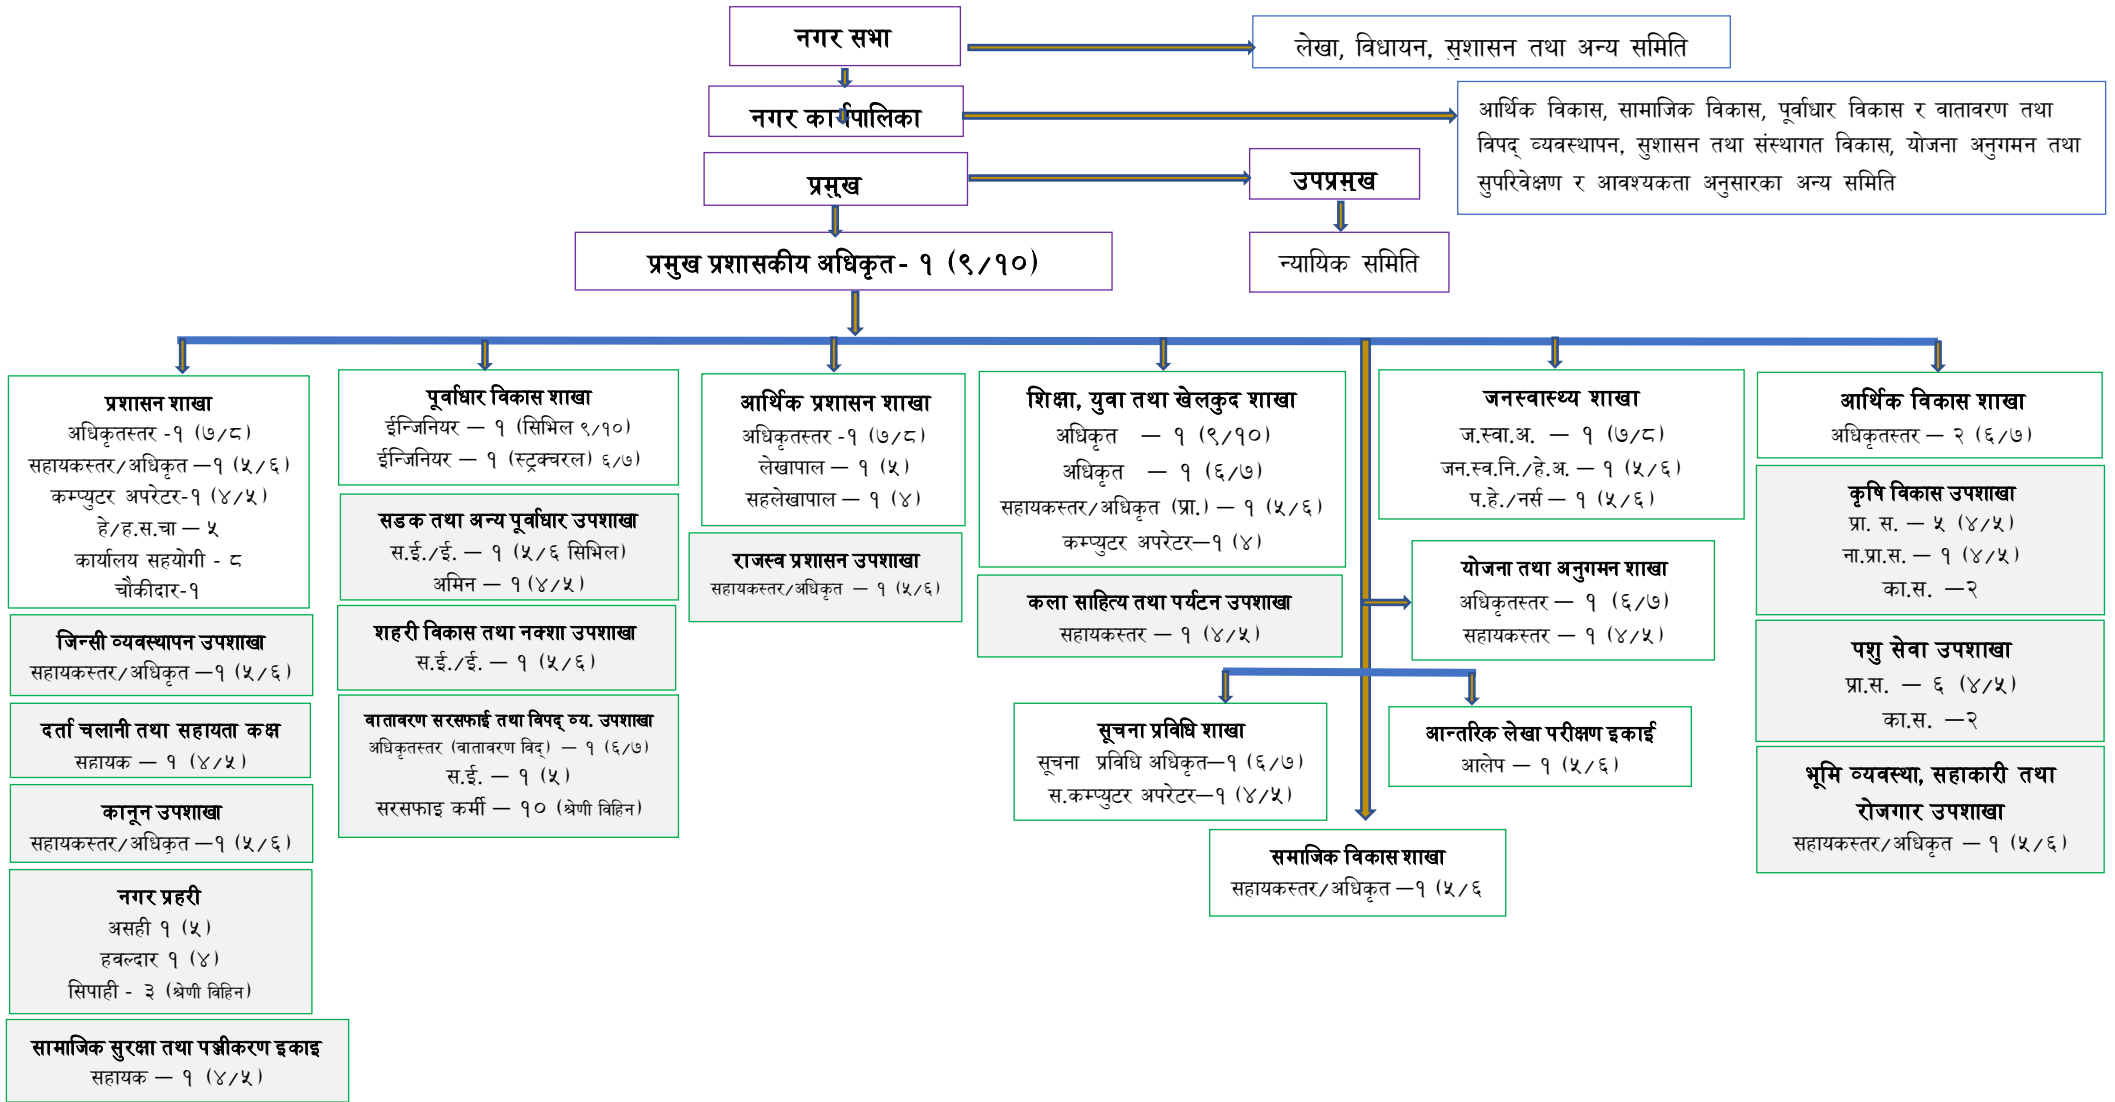 नगर सभा
लेखा, विधायन, सुशासन तथा अन्य समिति
नगर कार्यपालिका
आर्थिक विकास, सामाजिक विकास, पूर्वाधार विकास र वातावरण तथा
विपद् व्यवस्थापन, सुशासन तथा संस्थागत विकास, योजना अनुगमन तथा
सुपरिवेक्षण र आवश्यकता अनुसारका अन्य समिति
प्रमुख
उपप्रमुख
प्रमुख प्रशासकीय अधिकृत - १ (९/१०)
न्यायिक समिति
प्रशासन शाखा
अधिकृतस्तर -१ (७/८)
सहायकस्तर/अधिकृत —१ (५/६)
कम्प्युटर अपरेटर-१ (४/५)
हे/ह.स.चा — ५
कार्यालय सहयोगी - ८
चौकीदार-१
जिन्सी व्यवस्थापन उपशाखा
सहायकस्तर/अधिकृत —१ (५/६)
दर्ता चलानी तथा सहायता कक्ष
सहायक — १ (४/५)
कानून उपशाखा
सहायकस्तर/अधिकृत —१ (५/६)
नगर प्रहरी
असही १ (५)
हवल्दार १ (४)
सिपाही - ३ (श्रेणी विहिन)
सामाजिक सुरक्षा तथा पञ्जीकरण इकाइ
सहायक — १ (४/५)
पूर्वाधार विकास शाखा
ईन्जिनियर — १ (सिभिल ९/१०)
ईन्जिनियर — १ (स्ट्रक्चरल) ६/७)
सडक तथा अन्य पूर्वाधार उपशाखा
स.ई./ई. — १ (५/६ सिभिल)
अमिन — १ (४/५)
शहरी विकास तथा नक्शा उपशाखा
स.ई./ई. — १ (५/६)
वातावरण सरसफाई तथा विपद् व्य. उपशाखा
अधिकृतस्तर (वातावरण विद्) — १ (६/७)
स.ई. — १ (५)
सरसफाइ कर्मी — १० (श्रेणी विहिन)
आर्थिक प्रशासन शाखा
अधिकृतस्तर -१ (७/८)
लेखापाल — १ (५)
सहलेखापाल — १ (४)
राजस्व प्रशासन उपशाखा
सहायकस्तर/अधिकृत — १ (५/६)
शिक्षा, युवा तथा खेलकुद शाखा
अधिकृत — १ (९/१०)
अधिकृत — १ (६/७)
सहायकस्तर/अधिकृत (प्रा.) — १ (५/६)
कम्प्युटर अपरेटर—१ (४)
कला साहित्य तथा पर्यटन उपशाखा
सहायकस्तर — १ (४/५)
जनस्वास्थ्य शाखा
ज.स्वा.अ. — १ (७/८)
जन.स्व.नि./हे.अ. — १ (५/६)
प.हे./नर्स — १ (५/६)
योजना तथा अनुगमन शाखा
अधिकृतस्तर — १ (६/७)
सहायकस्तर — १ (४/५)
सूचना प्रविधि शाखा
सूचना प्रविधि अधिकृत—१ (६/७)
स.कम्प्युटर अपरेटर—१ (४/५)
आन्तरिक लेखा परीक्षण इकाई
आलेप — १ (५/६)
समाजिक विकास शाखा
सहायकस्तर/अधिकृत —१ (५/६
आर्थिक विकास शाखा
अधिकृतस्तर — २ (६/७)
कृषि विकास उपशाखा
प्रा. स. — ५ (४/५)
ना.प्रा.स. — १ (४/५)
का.स. —२
पशु सेवा उपशाखा
प्रा.स. — ६ (४/५)
का.स. —२
भूमि व्यवस्था, सहाकारी तथा
रोजगार उपशाखा
सहायकस्तर/अधिकृत — १ (५/६)